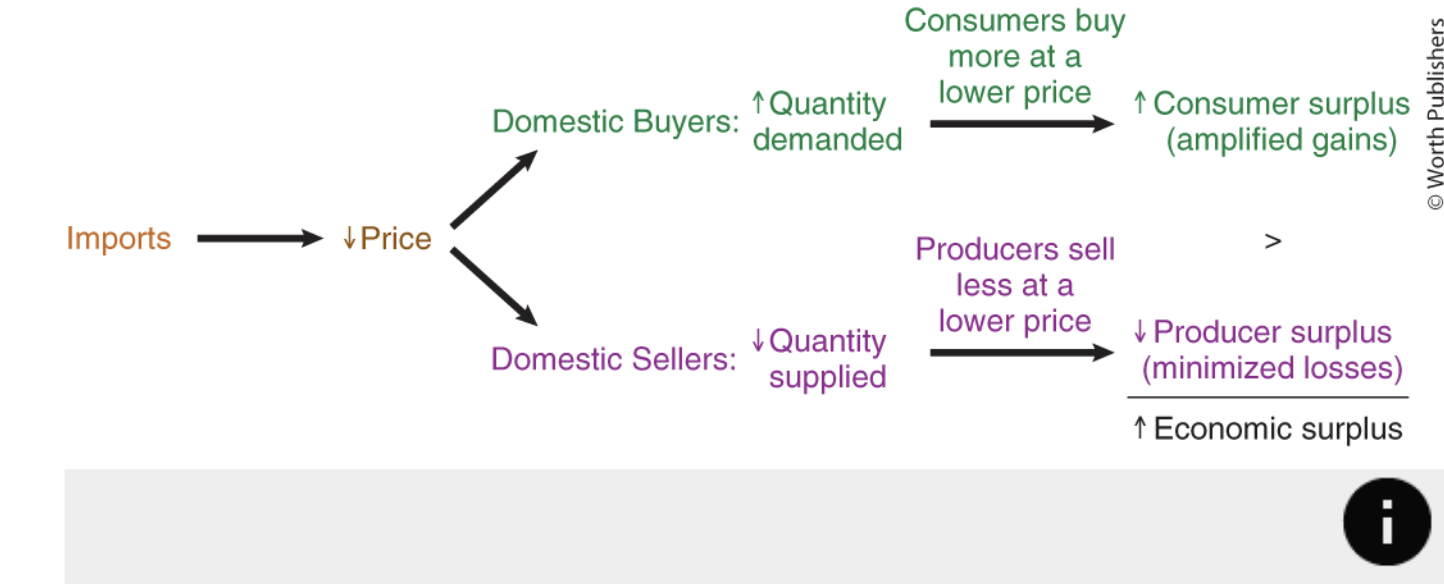 Consumers buy
more at a
lower price
Domestic Buyers:
↑Quantity
demanded
↑ Consumer surplus
(amplified gains)
Imports
↓Price
>
Producers sell
less at a
lower price
Domestic Sellers:
↓Quantity
supplied
↓ Producer surplus
(minimized losses)
↑ Economic surplus
© Worth Publishers
i